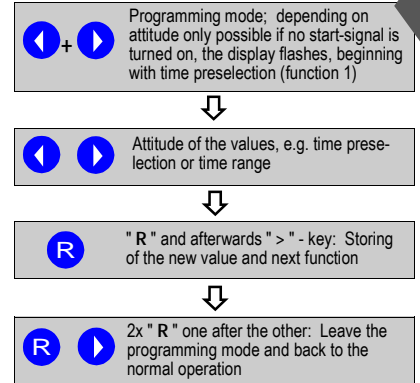 Programming mode; depending on
attitude only possible if no start-signal is
+
turned on, the display flashes, beginning
with time preselection (function 1)
Attitude of the values, e.g. time prese-
lection or time range
R
" R " and afterwards " > " - key: Storing
of the new value and next function
2x " R " one after the other: Leave the
R
programming mode and back to the
normal operation